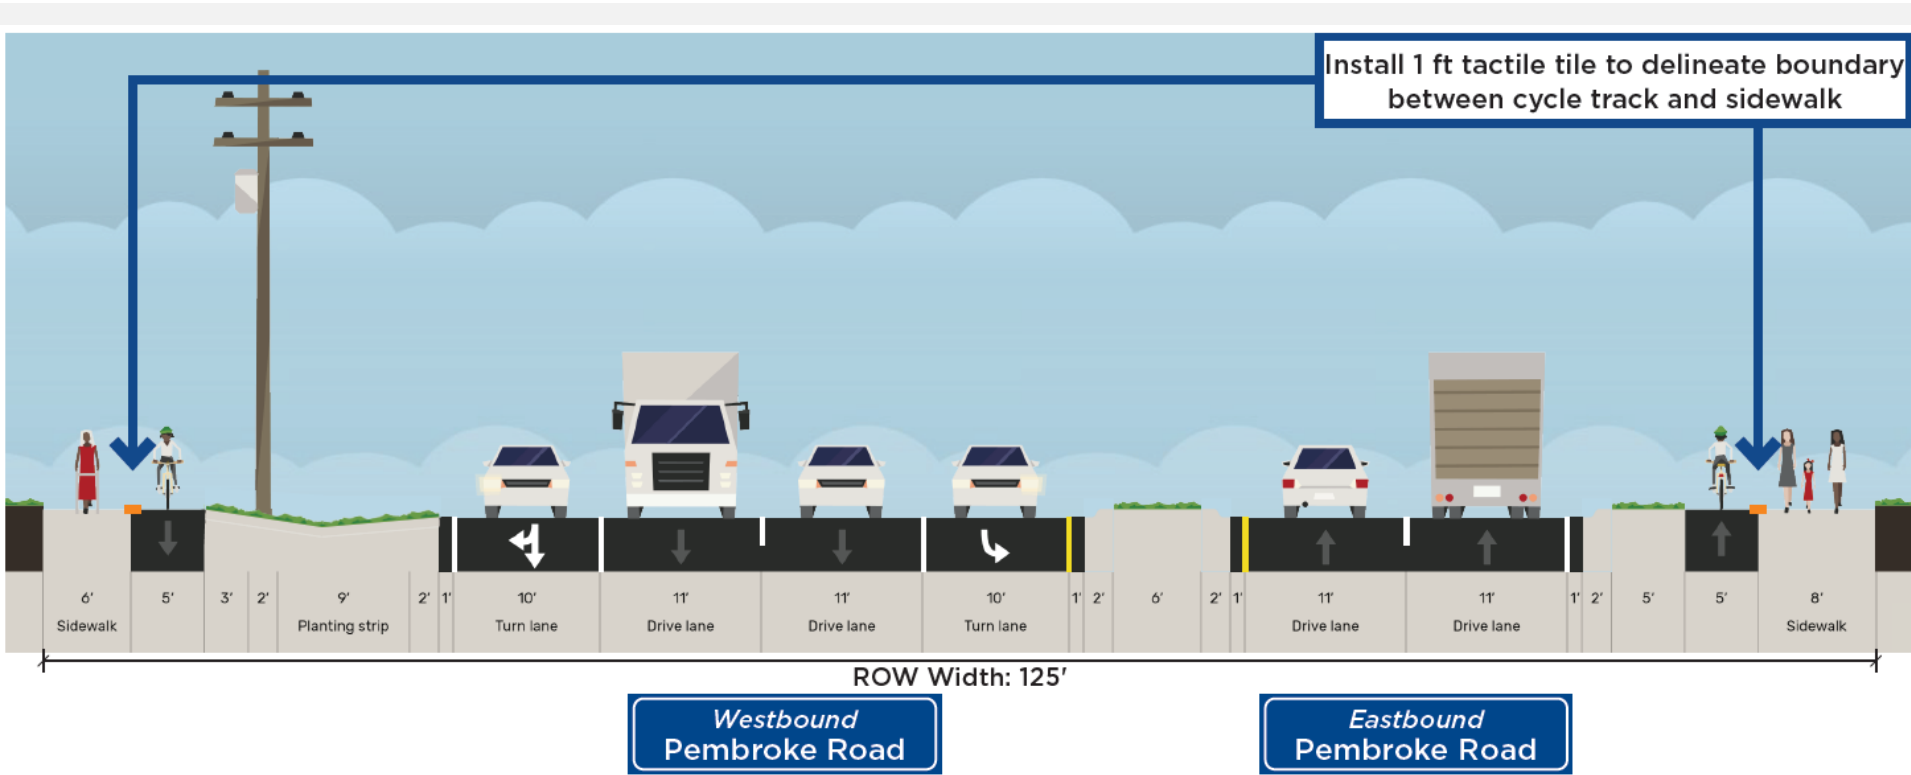 Install 1 ft tactile tile to delineate boundary
between cycle track and sidewalk
6' 5' 3' 2' 9' 2' 1' 10' 11' 11' 10' 1' 2' 6' 2' 1' 11' 11' 1' 2' 5' 5' 8'
Sidewalk Planting strip Turn lane Drive lane Drive lane Turn lane Drive lane Drive lane Sidewalk
ROW Width: 125'
Westbound
Pembroke Road
Eastbound
Pembroke Road